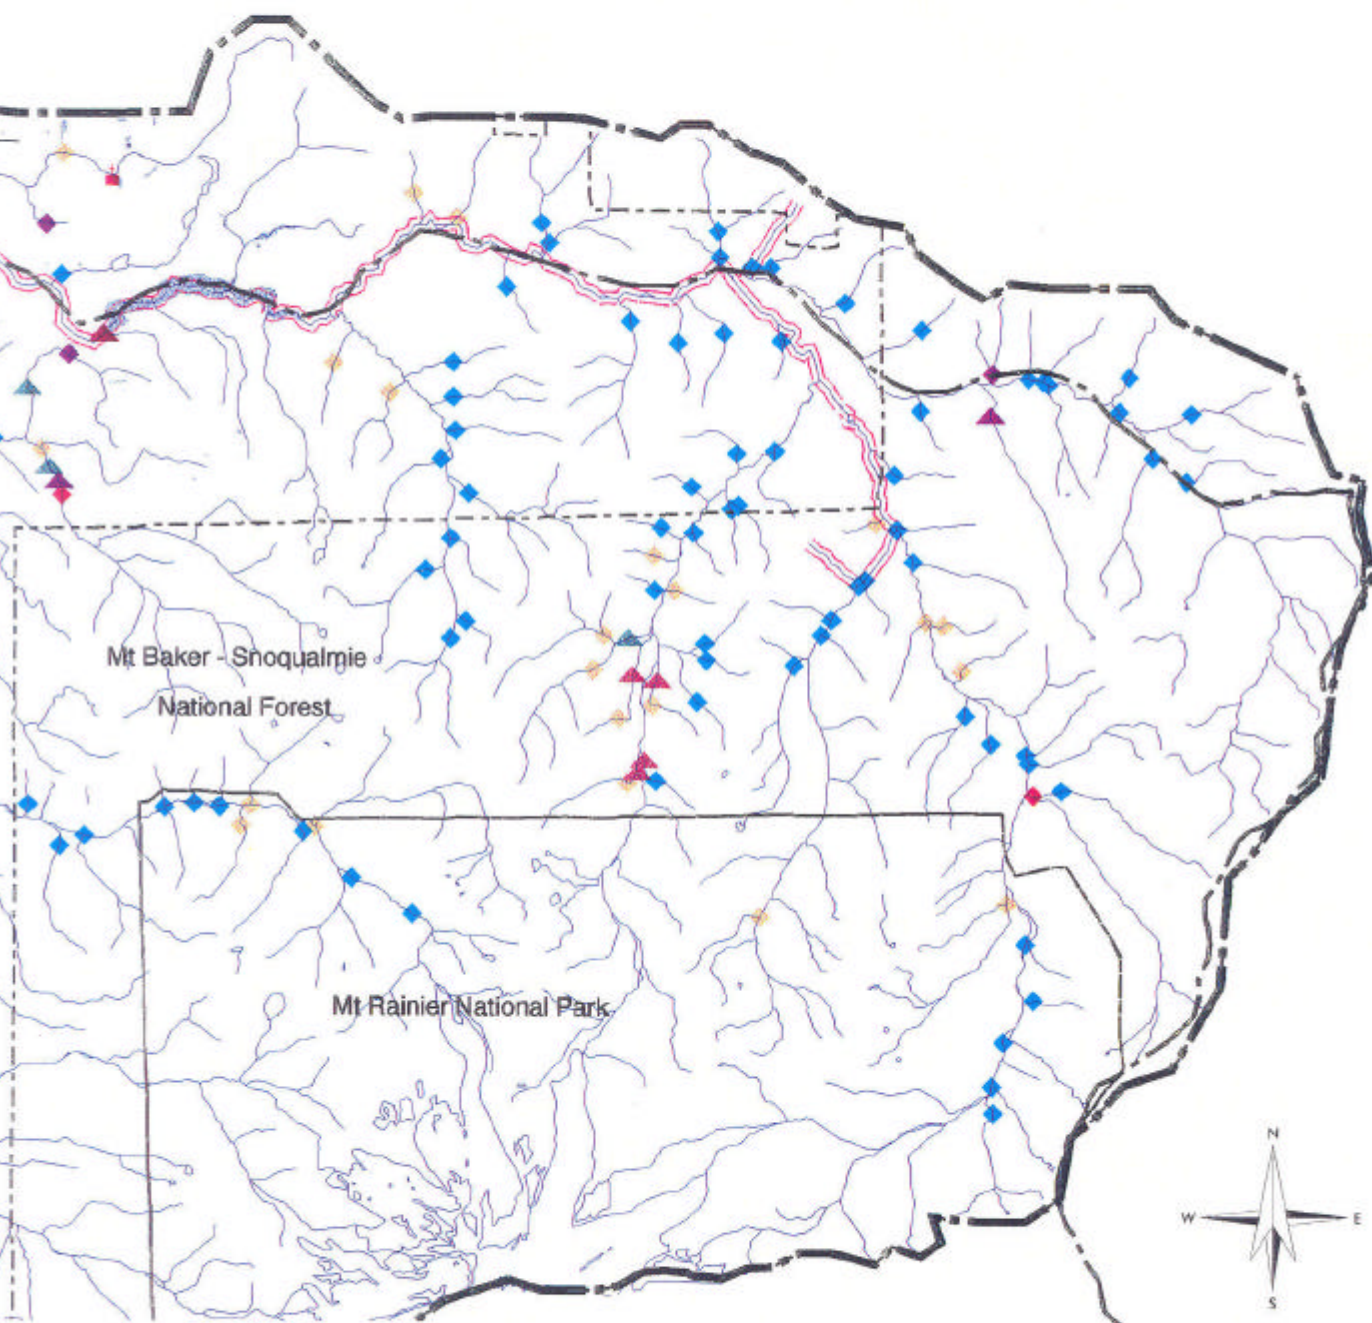 Mt Baker - Snoqualmie
National Forest
Mt Rainier National Park
N
W E
S